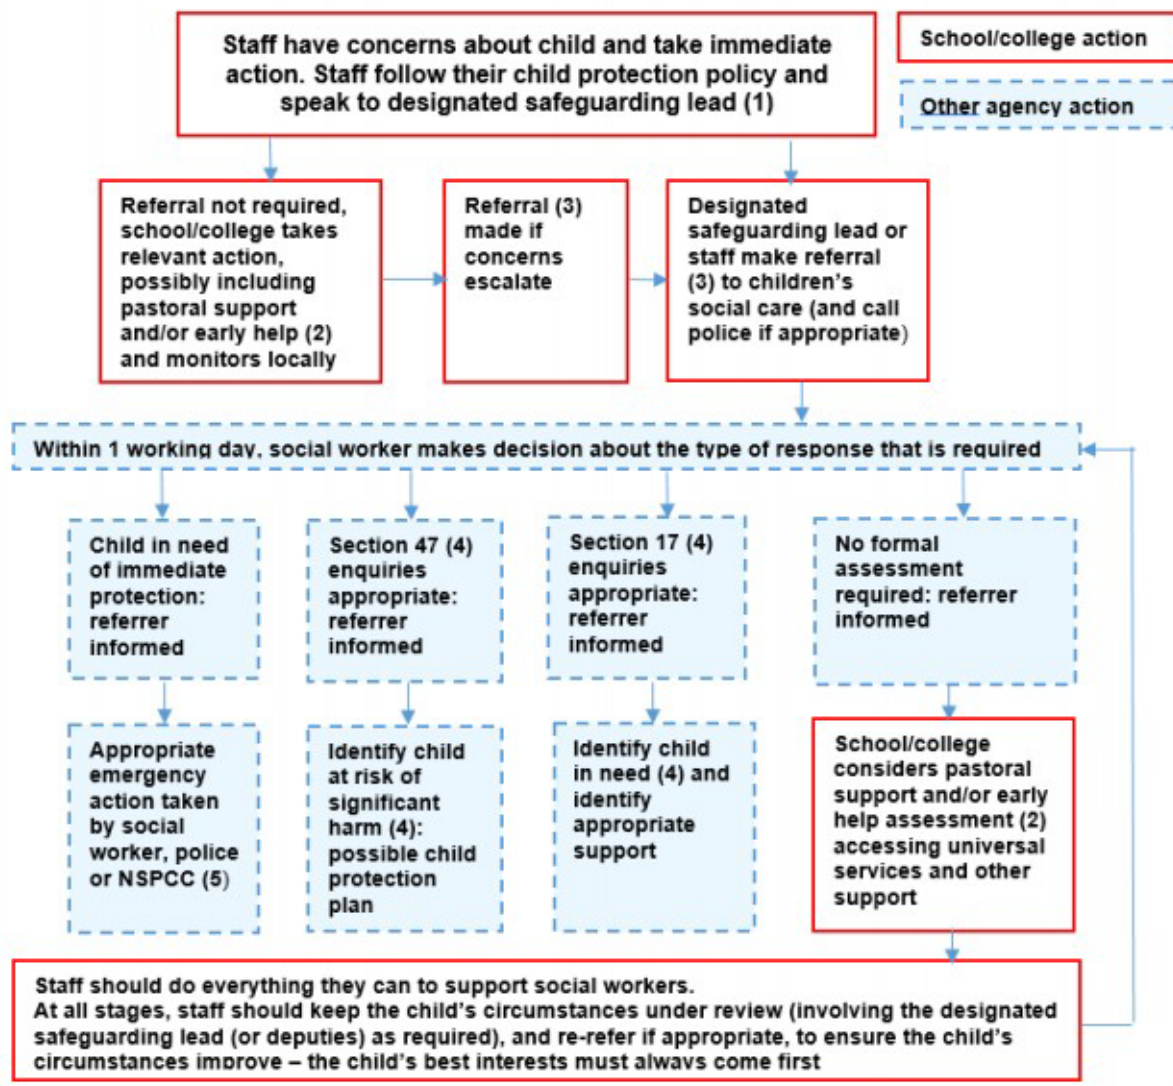 Staff have concerns about child and take immediate
action. Staff follow their child protection policy and
speak to designated safeguarding lead (1)
School/college action
Other agency action
Referral not required,
school/college takes
relevant action,
possibly including
pastoral support
and/or early help (2)
and monitors locally
Referral (3)
made if
concerns
escalate
Designated
safeguarding lead or
staff make referral
(3) to children’s
social care (and call
police if appropriate)
Within 1 working day, social worker makes decision about the type of response that is required
Child in need
of immediate
protection:
referrer
informed
Section 47 (4)
enquiries
appropriate:
referrer
informed
Section 17 (4)
enquiries
appropriate:
referrer
informed
No formal
assessment
required: referrer
informed
Appropriate
emergency
action taken
by social
worker, police
or NSPCC (5)
Identify child
at risk of
significant
harm (4):
possible child
protection
plan
Identify child
in need (4) and
identify
appropriate
support
School/college
considers pastoral
support and/or early
help assessment (2)
accessing universal
services and other
support
Staff should do everything they can to support social workers.
At all stages, staff should keep the child’s circumstances under review (involving the designated
safeguarding lead (or deputies) as required), and re-refer if appropriate, to ensure the child’s
circumstances improve – the child’s best interests must always come first